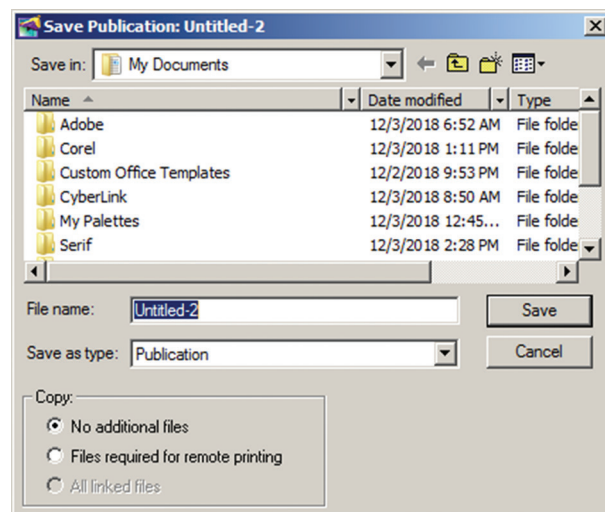 Save Publication: Untitled-2
Save in: My Documents
Name Date modified Type
Adobe 12/3/2018 6:52 AM File folde
Corel 12/3/2018 1:11 PM File folde
Custom Office Templates 12/2/2018 9:53 PM File folde
CyberLink 12/3/2018 8:50 AM File folde
My Palettes 12/3/2018 12:45... File folde
Serif 12/3/2018 2:28 PM File folde
File name: Untitled-2 Save
Save as type: Publication Cancel
Copy:
No additional files
Files required for remote printing
All linked files